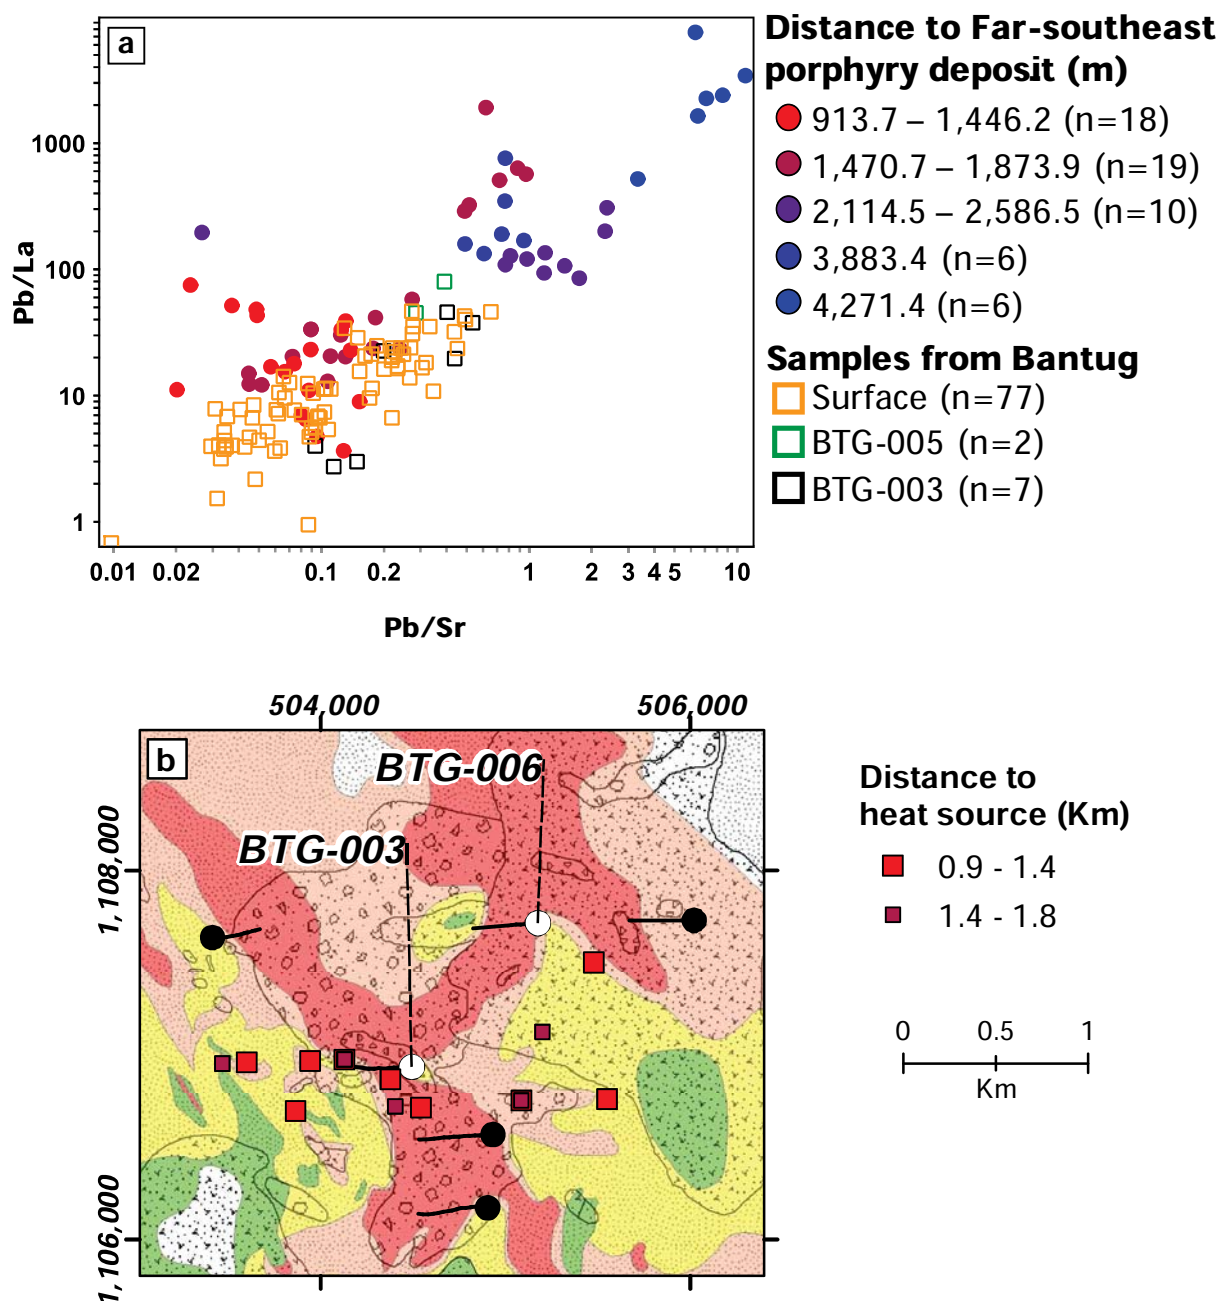 a
Distance to Far-southeast
porphyry deposit (m)
913.7 – 1,446.2 (n=18)
1,470.7 – 1,873.9 (n=19)
2,114.5 – 2,586.5 (n=10)
3,883.4 (n=6)
4,271.4 (n=6)
Samples from Bantug
Surface (n=77)
BTG-005 (n=2)
BTG-003 (n=7)
1000
100
10
1
Pb/La
0.01 0.02 0.1 0.2 1 2 3 4 5 10
Pb/Sr
504,000 506,000
b
BTG-006
BTG-003
1,108,000
1,106,000
Distance to
heat source (Km)
0.9 - 1.4
1.4 - 1.8
0 0.5 1
Km